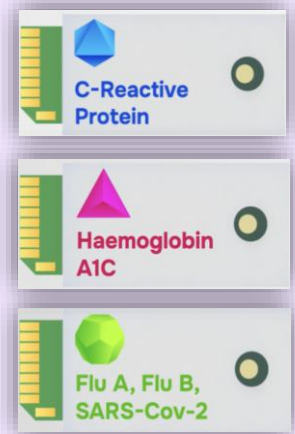 C-Reactive
Protein
Haemoglobin
A1C
Flu A, Flu B,
SARS-Cov-2